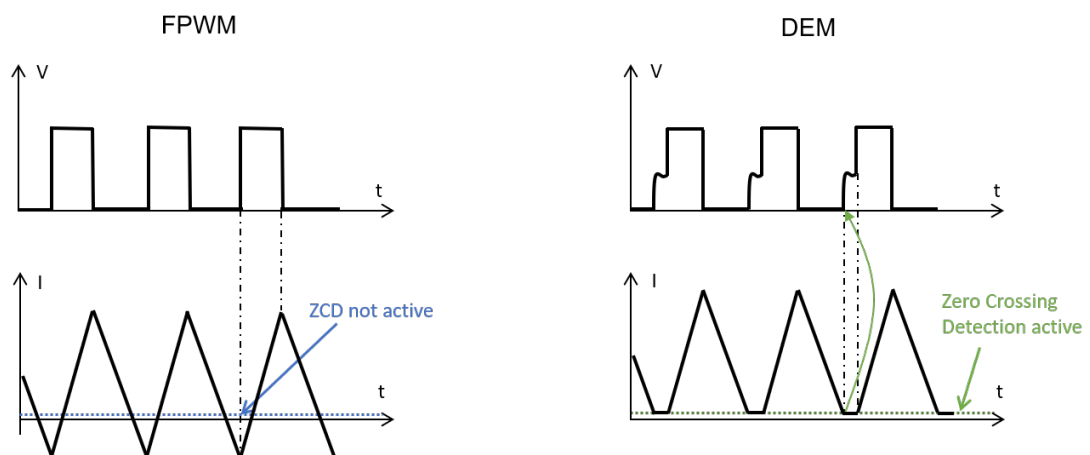 FPWM
DEM
V
t
V
t
I
ZCD not active
t
I
Zero Crossing
Detection active
t